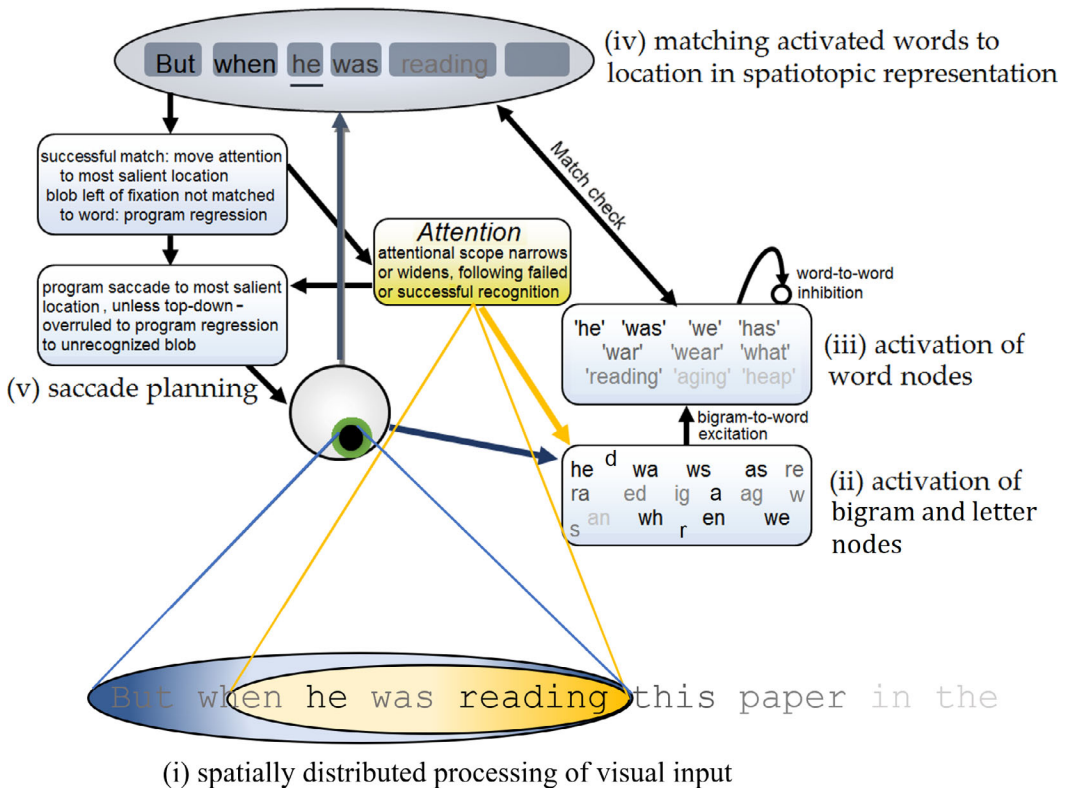 But when he was reading
(iv) matching activated words to
location in spatiotopic representation
successful match: move attention
to most salient location
blob left of fixation not matched
to word: program regression
Match check
Attention
attentional scope narrows
or widens, following failed
or successful recognition
program saccade to most salient
location, unless top-down-
overruled to program regression
to unrecognized blob
word-to-word
inhibition
'he' 'was' 'we' 'has'
'war' 'wear' 'what'
'reading' 'aging' 'heap'
(iii) activation of
word nodes
(v) saccade planning
bigram-to-word
excitation
he d wa ws as re
ra ed ig a ag w
s an wh r en we
(ii) activation of
bigram and letter
nodes
But when he was reading this paper in the
(i) spatially distributed processing of visual input